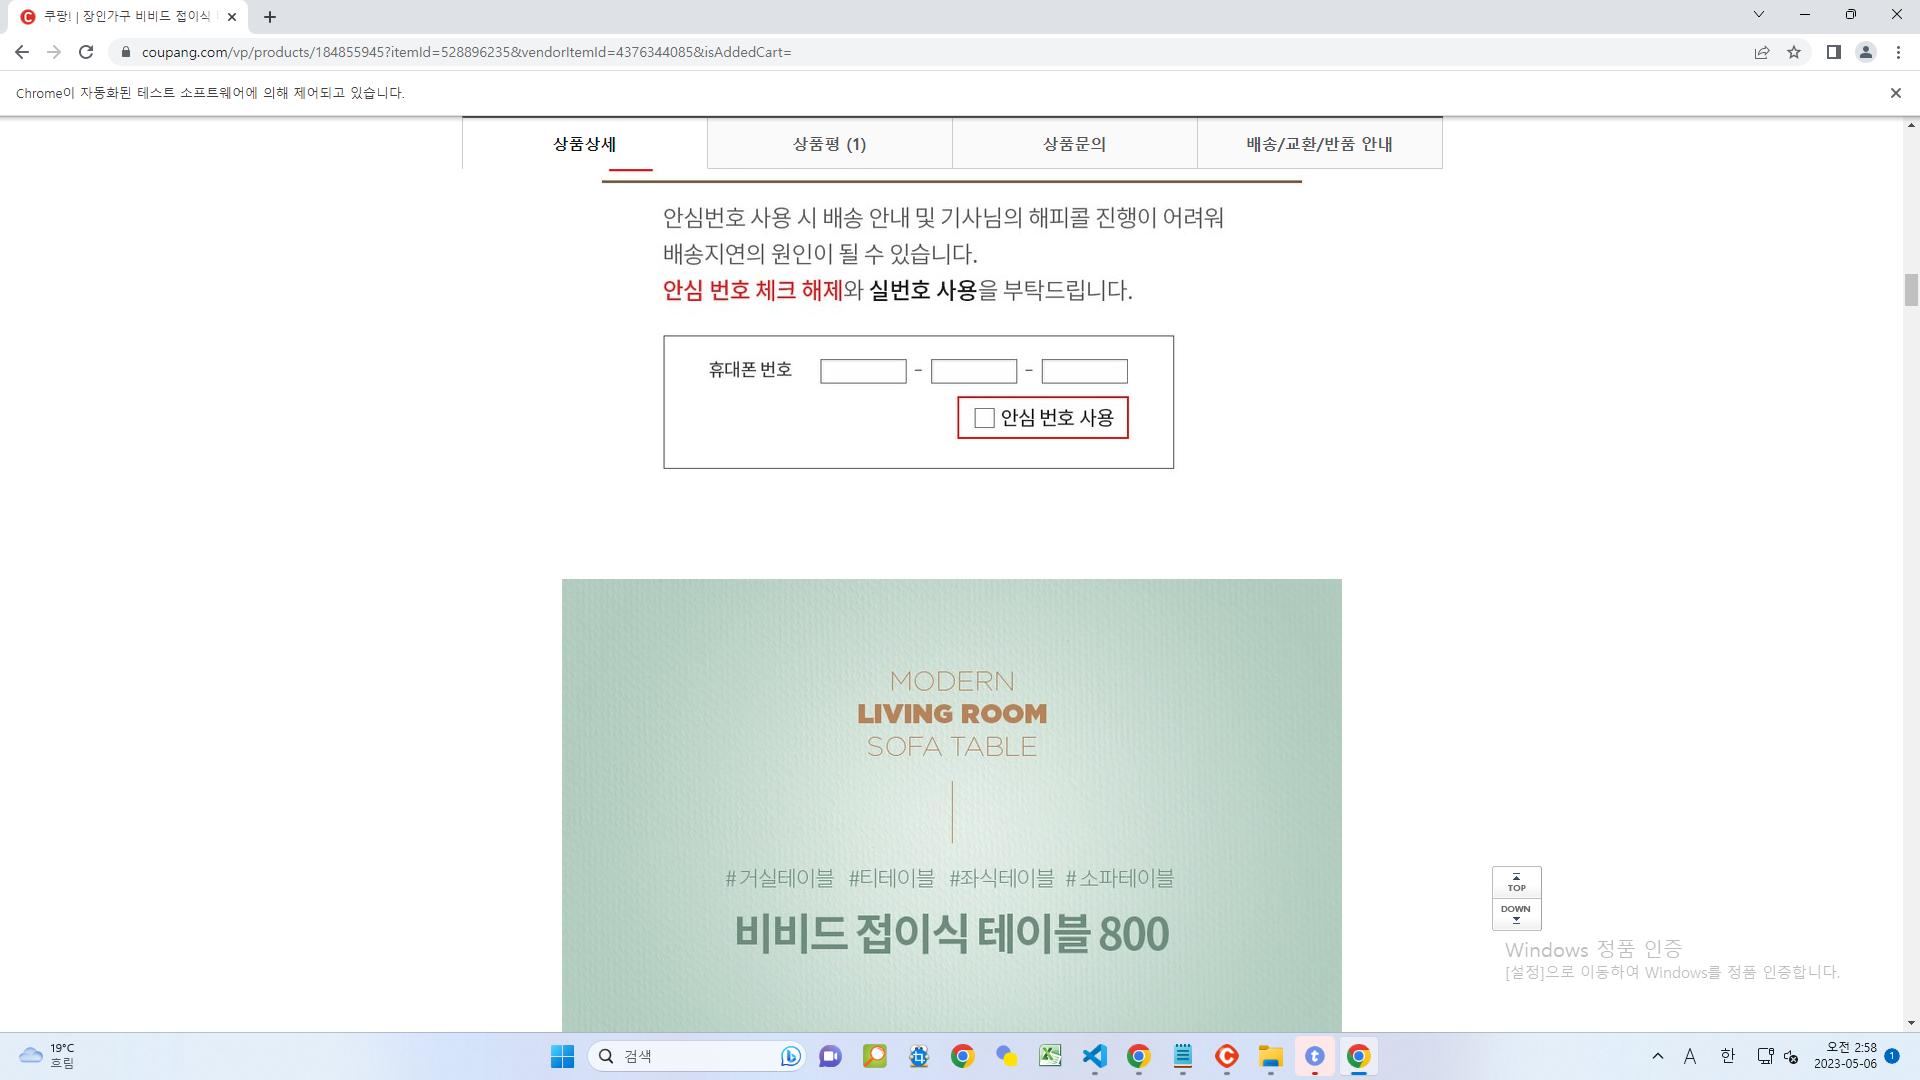 쿠팡! | 장인가구 비비드 접이식
coupang.com/vp/products/184855945?itemId=528896235&vendorItemId=4376344085&isAddedCart=
Chrome이 자동화된 테스트 소프트웨어에 의해 제어되고 있습니다.
상품상세
상품평 (1)
상품문의
배송/교환/반품 안내
안심번호 사용 시 배송 안내 및 기사님의 해피콜 진행이 어려워
배송지연의 원인이 될 수 있습니다.
안심 번호 체크 해제와 실번호 사용을 부탁드립니다.
휴대폰 번호 - -
안심 번호 사용
MODERN
LIVING ROOM
SOFA TABLE
# 거실테이블 #티테이블 #좌식테이블 # 소파테이블
비비드 접이식 테이블 800
TOP
DOWN
Windows 정품 인증
[설정]으로 이동하여 Windows를 정품 인증합니다.
19°C
흐림
검색
A
한
오전 2:58
2023-05-06
1